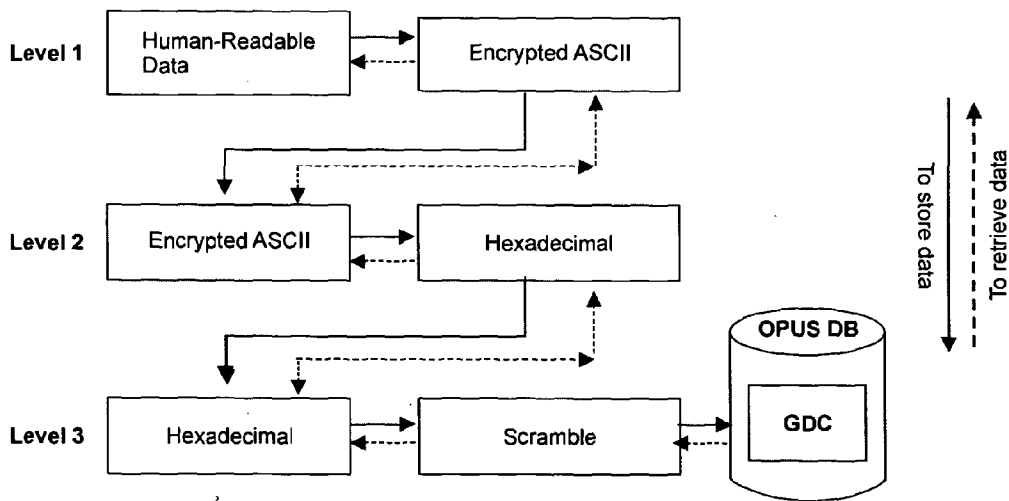 Level 1
Human-Readable
Data
Encrypted ASCII
Level 2
Encrypted ASCII
Hexadecimal
Level 3
Hexadecimal
Scramble
OPUS DB
GDC
To store data
To retrieve data